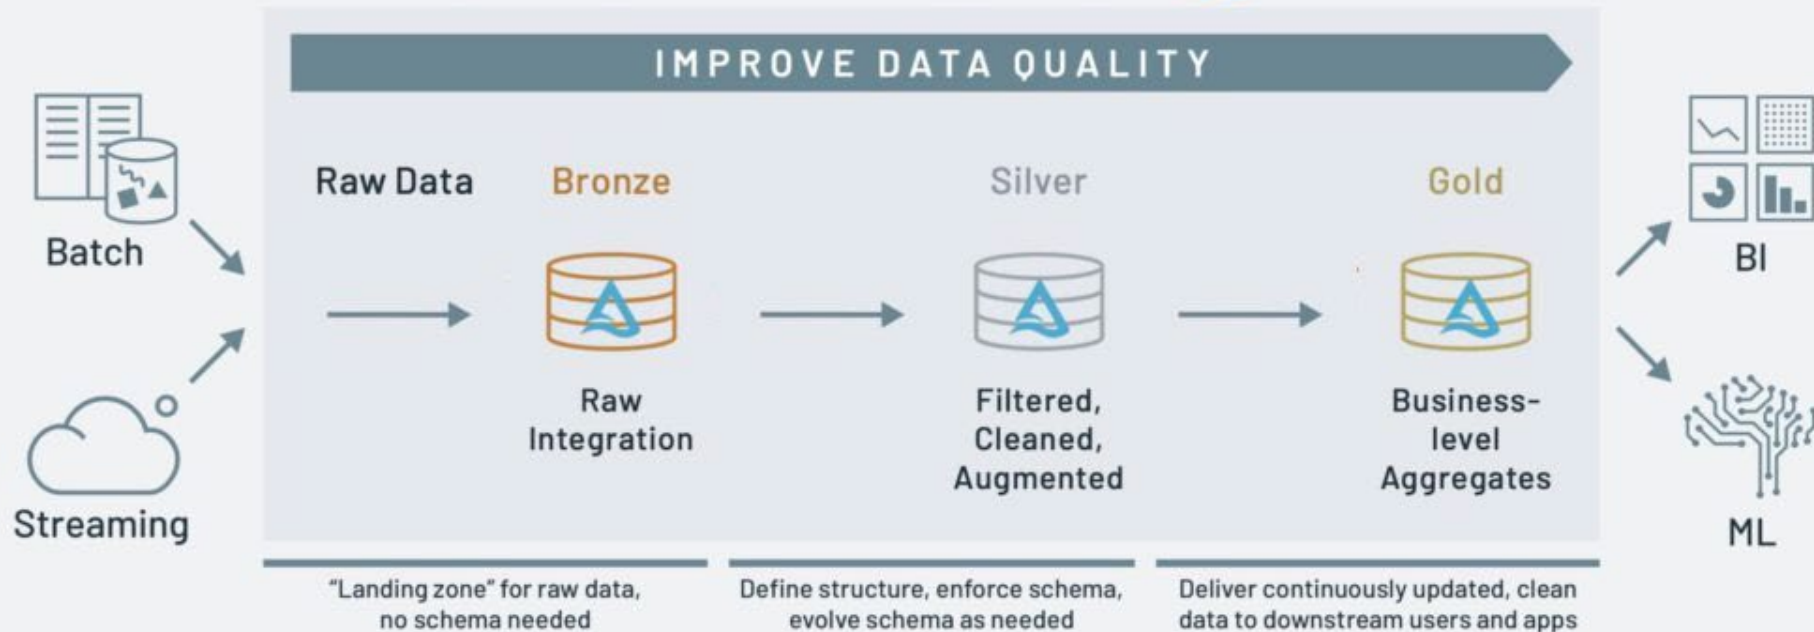 IMPROVE DATA QUALITY
Batch
Streaming
Raw Data
Bronze
Silver
Gold
Raw
Integration
Filtered,
Cleaned,
Augmented
Business-
level
Aggregates
BI
ML
“Landing zone” for raw data,
no schema needed
Define structure, enforce schema,
evolve schema as needed
Deliver continuously updated, clean
data to downstream users and apps